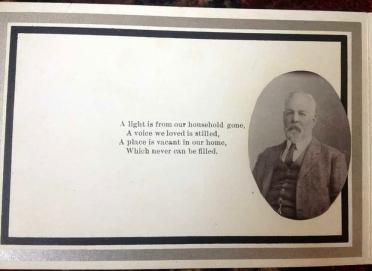 A light is from our household gone,
A voice we loved is stilled,
A place is vacant in our home,
Which never can be filled.